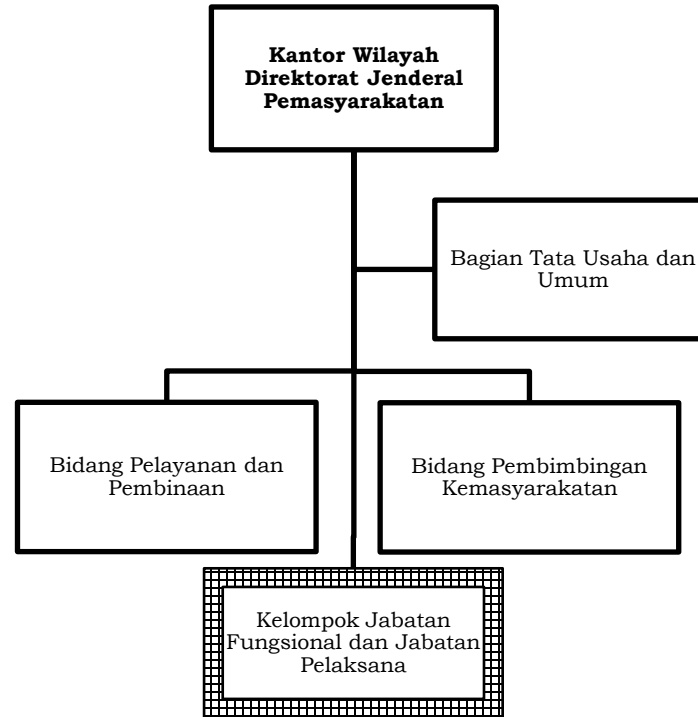 Kantor Wilayah
Direktorat Jenderal
Pemasyarakatan
Bagian Tata Usaha dan
Umum
Bidang Pelayanan dan
Pembinaan
Bidang Pembimbingan
Kemasyarakatan
Kelompok Jabatan
Fungsional dan Jabatan
Pelaksana